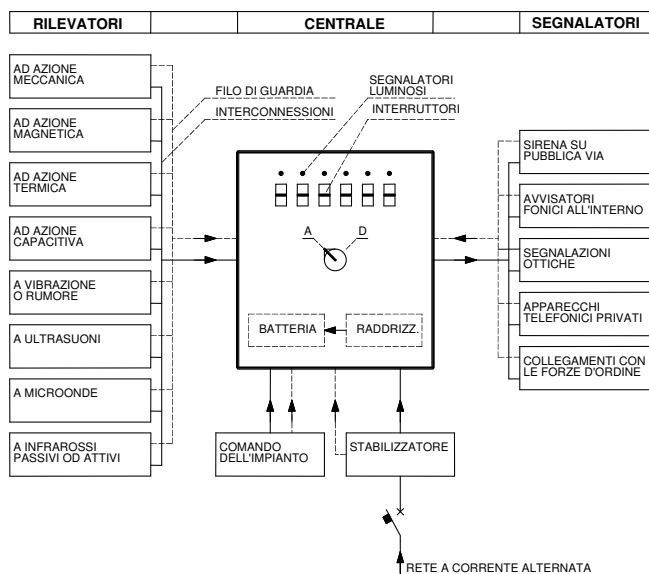 RILEVATORI
CENTRALE
SEGNALATORI
AD AZIONE
MECCANICA
AD AZIONE
MAGNETICA
AD AZIONE
TERMICA
AD AZIONE
CAPACITIVA
A VIBRAZIONE
O RUMORE
A ULTRASUONI
A MICROONDE
A INFRAROSSI
PASSIVI OD ATTIVI
FILO DI GUARDIA
INTERCONNESSIONI
SEGNALATORI
LUMINOSI
INTERRUTTORI
A
D
BATTERIA
RADDRIZZ.
COMANDO
DELL'IMPIANTO
STABILIZZATORE
RETE A CORRENTE ALTERNATA
SIRENA SU
PUBBLICA VIA
AVVISATORI
FONICI ALL'INTERNO
SEGNALAZIONI
OTTICHE
APPARECCHI
TELEFONICI PRIVATI
COLLEGAMENTI CON
LE FORZE D'ORDINE